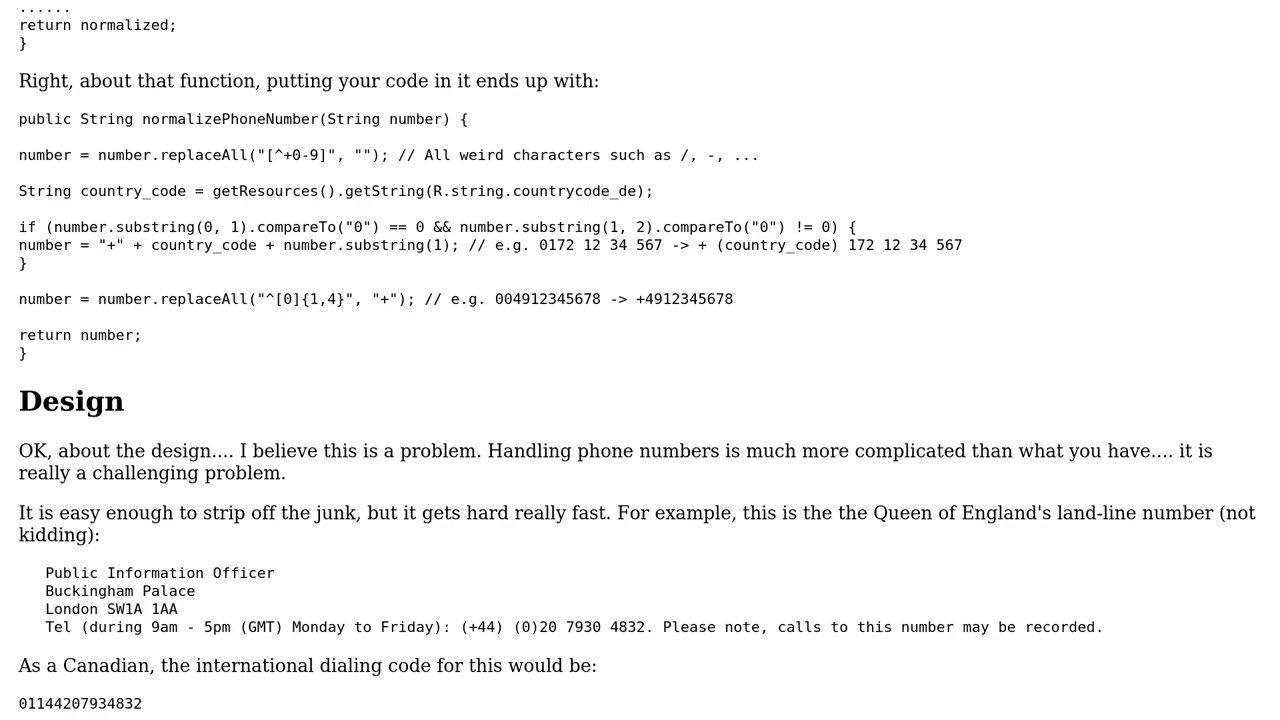 ......
return normalized;
}
Right, about that function, putting your code in it ends up with:
public String normalizePhoneNumber(String number) {
number = number.replaceAll("[^+0-9]", ""); // All weird characters such as /, -, ...
String country_code = getResources().getString(R.string.countrycode_de);
if (number.substring(0, 1).compareTo("0") == 0 && number.substring(1, 2).compareTo("0") != 0) {
number = "+" + country_code + number.substring(1); // e.g. 0172 12 34 567 -> + (country_code) 172 12 34 567
}
number = number.replaceAll("^[0]{1,4}", "+"); // e.g. 004912345678 -> +4912345678
return number;
}
Design
OK, about the design.... I believe this is a problem. Handling phone numbers is much more complicated than what you have.... it is
really a challenging problem.
It is easy enough to strip off the junk, but it gets hard really fast. For example, this is the the Queen of England's land-line number (not
kidding):
Public Information Officer
Buckingham Palace
London SW1A 1AA
Tel (during 9am - 5pm (GMT) Monday to Friday): (+44) (0)20 7930 4832. Please note, calls to this number may be recorded.
As a Canadian, the international dialing code for this would be:
01144207934832